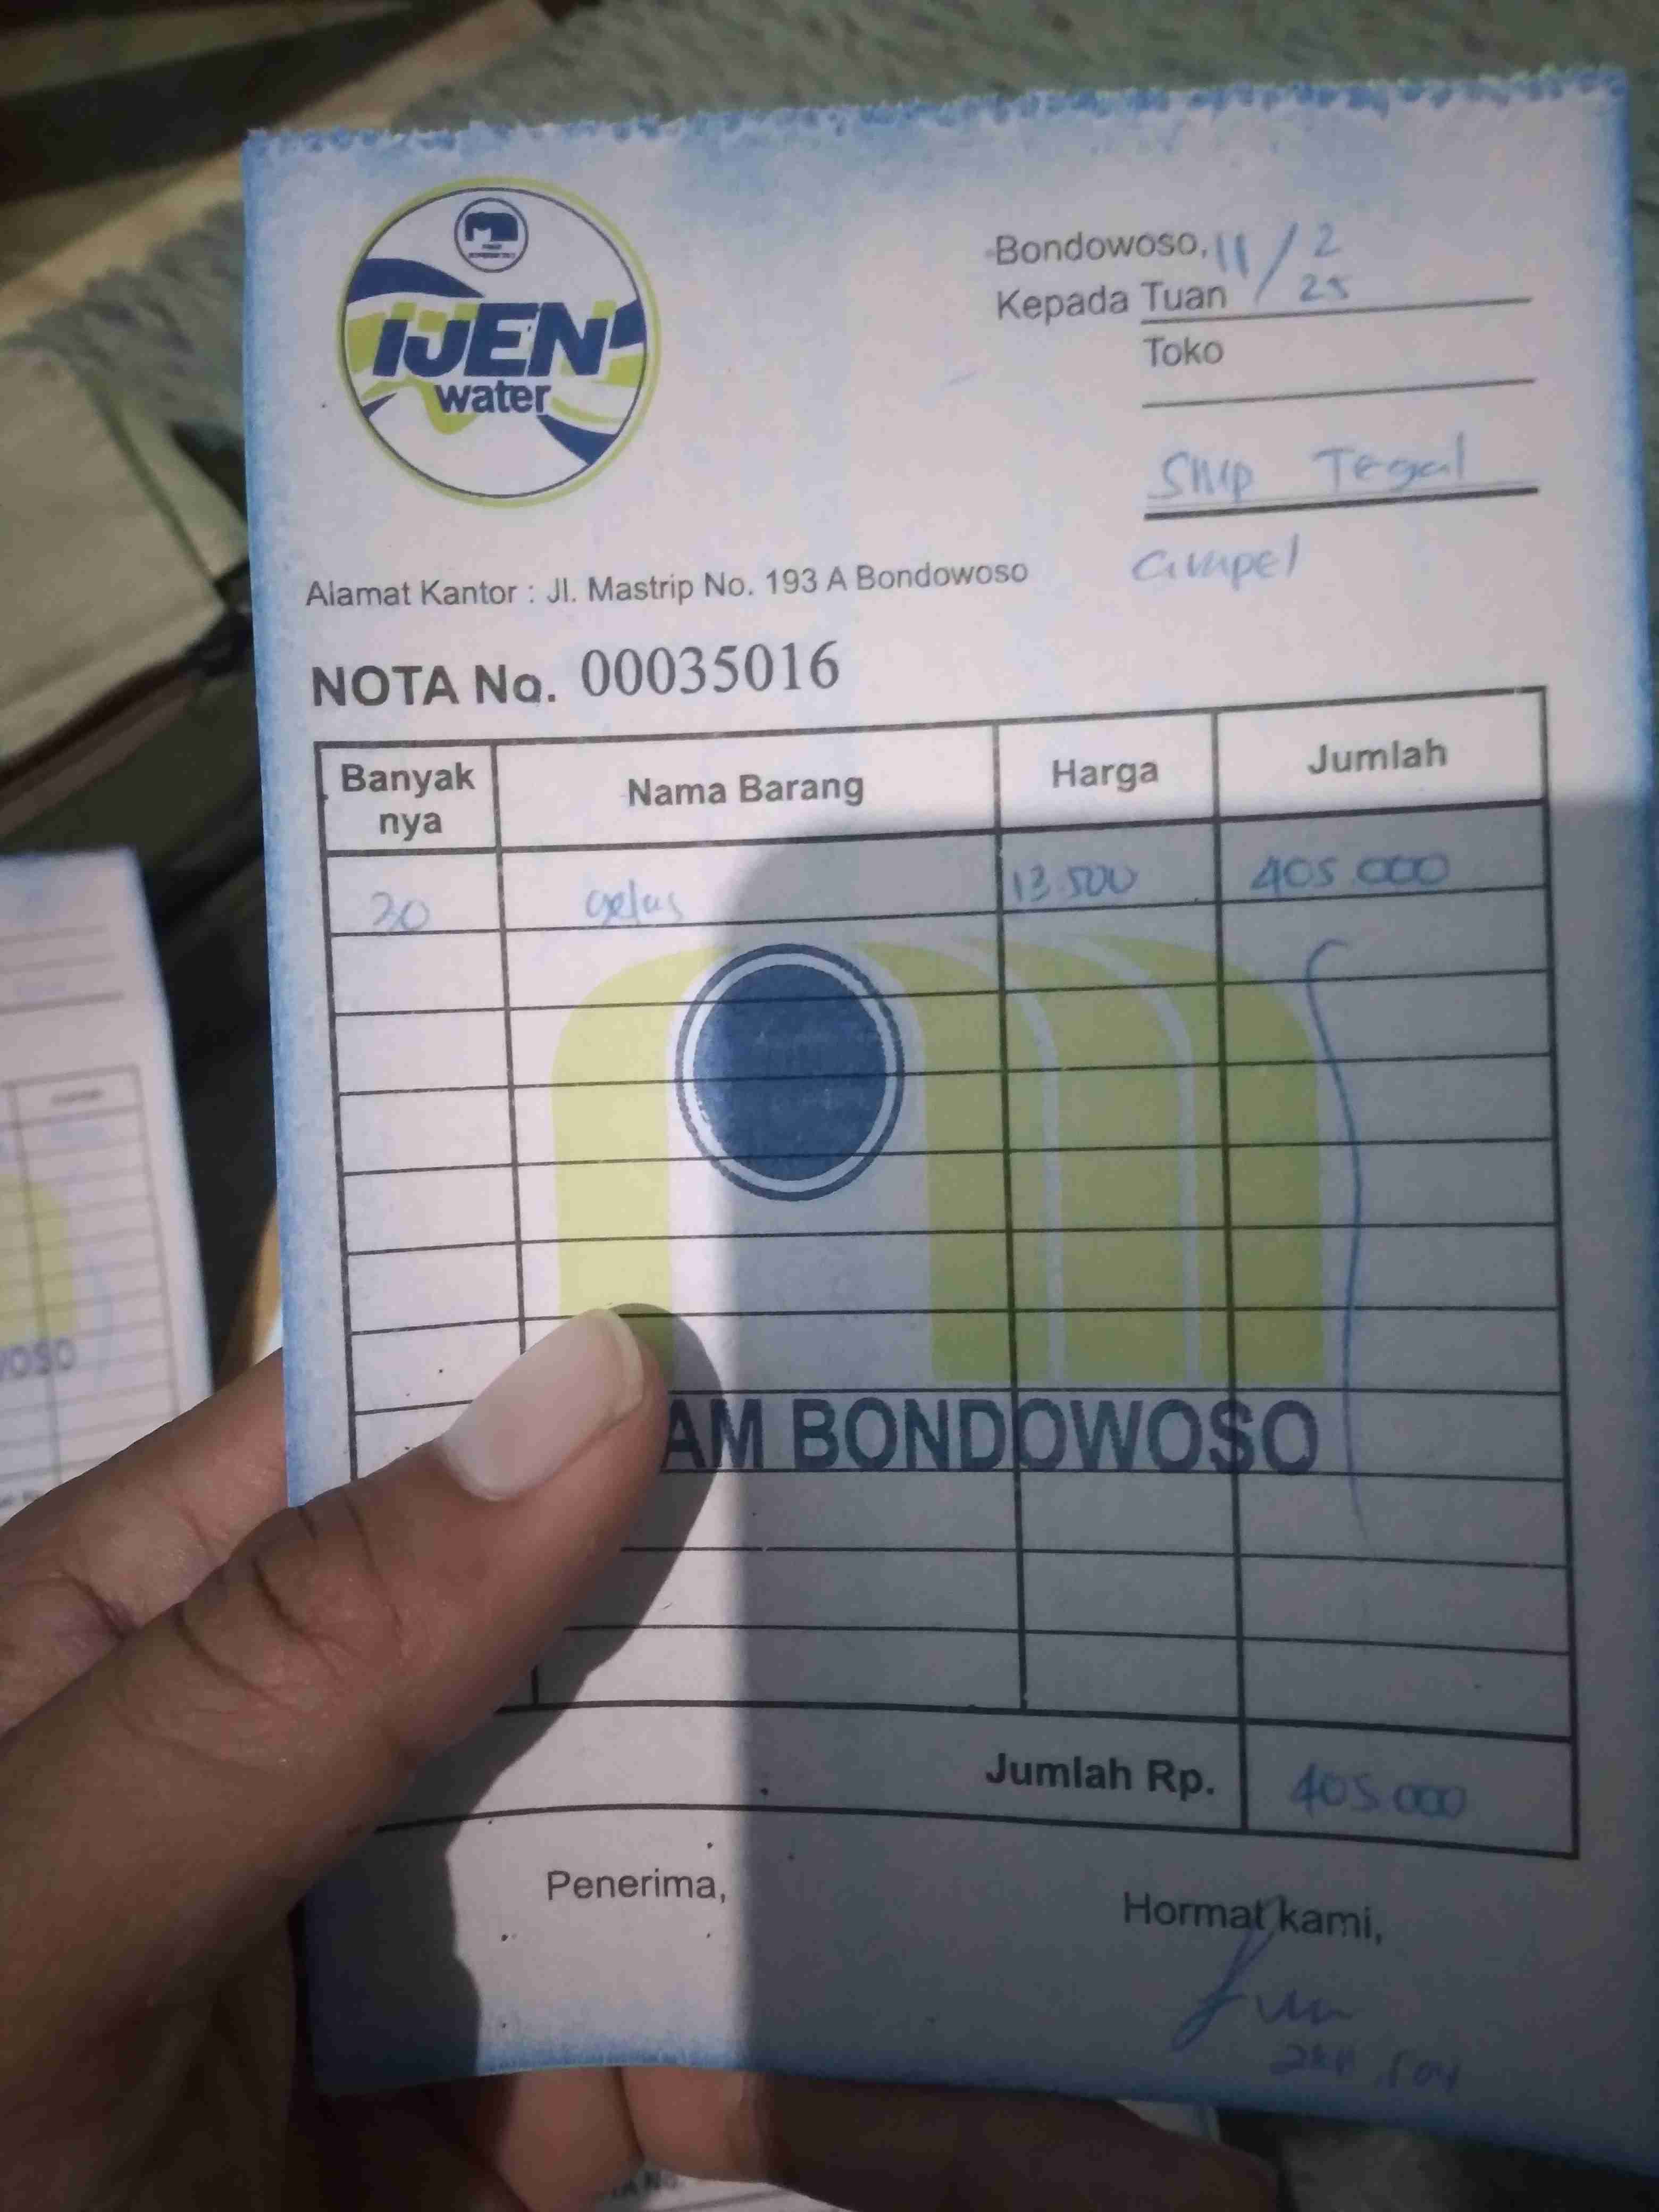 IJEN
water
Bondowoso, 11/2
25
Kepada Tuan
Toko
SMP Tegal
Ampel
Alamat Kantor : Jl. Mastrip No. 193 A Bondowoso
NOTA No. 00035016
Banyak nya Nama Barang Harga Jumlah
30 gelas 13.500 405.000
AM BONDOWOSO
Jumlah Rp. 405.000
Penerima,
Hormat kami,
WOSO